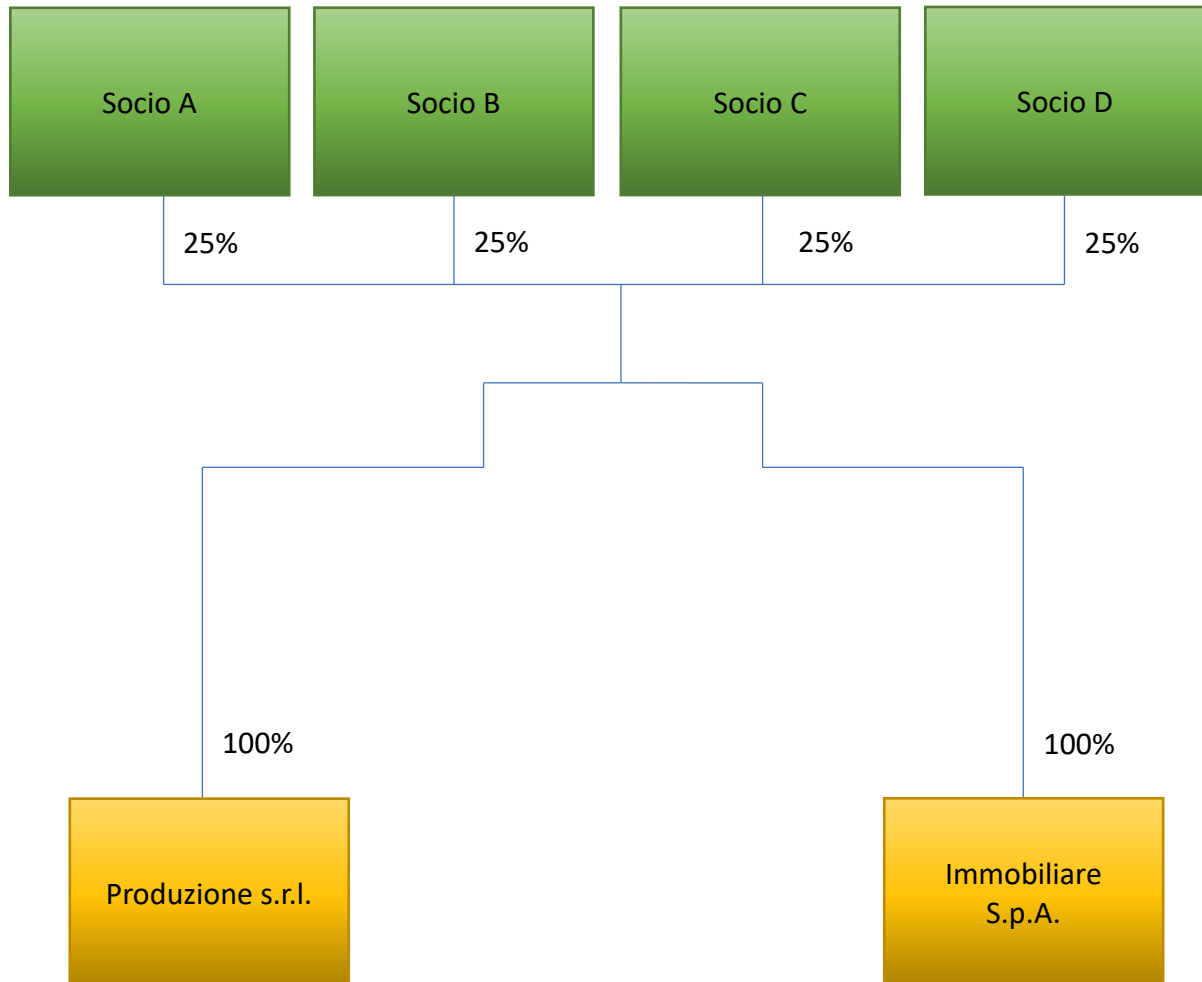 Socio A
Socio B
Socio C
Socio D
25%
25%
25%
25%
100%
100%
Produzione s.r.l.
Immobiliare
S.p.A.